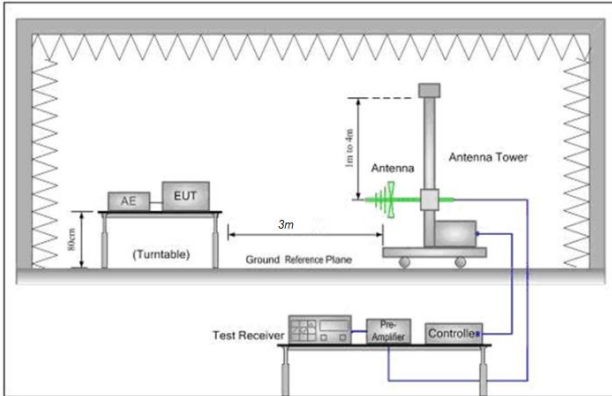 1m to 4m
Antenna
Antenna Tower
AE
EUT
80cm
(Turntable)
3m
Ground Reference Plane
Test Receiver
Pre-
Amplifier
Controller